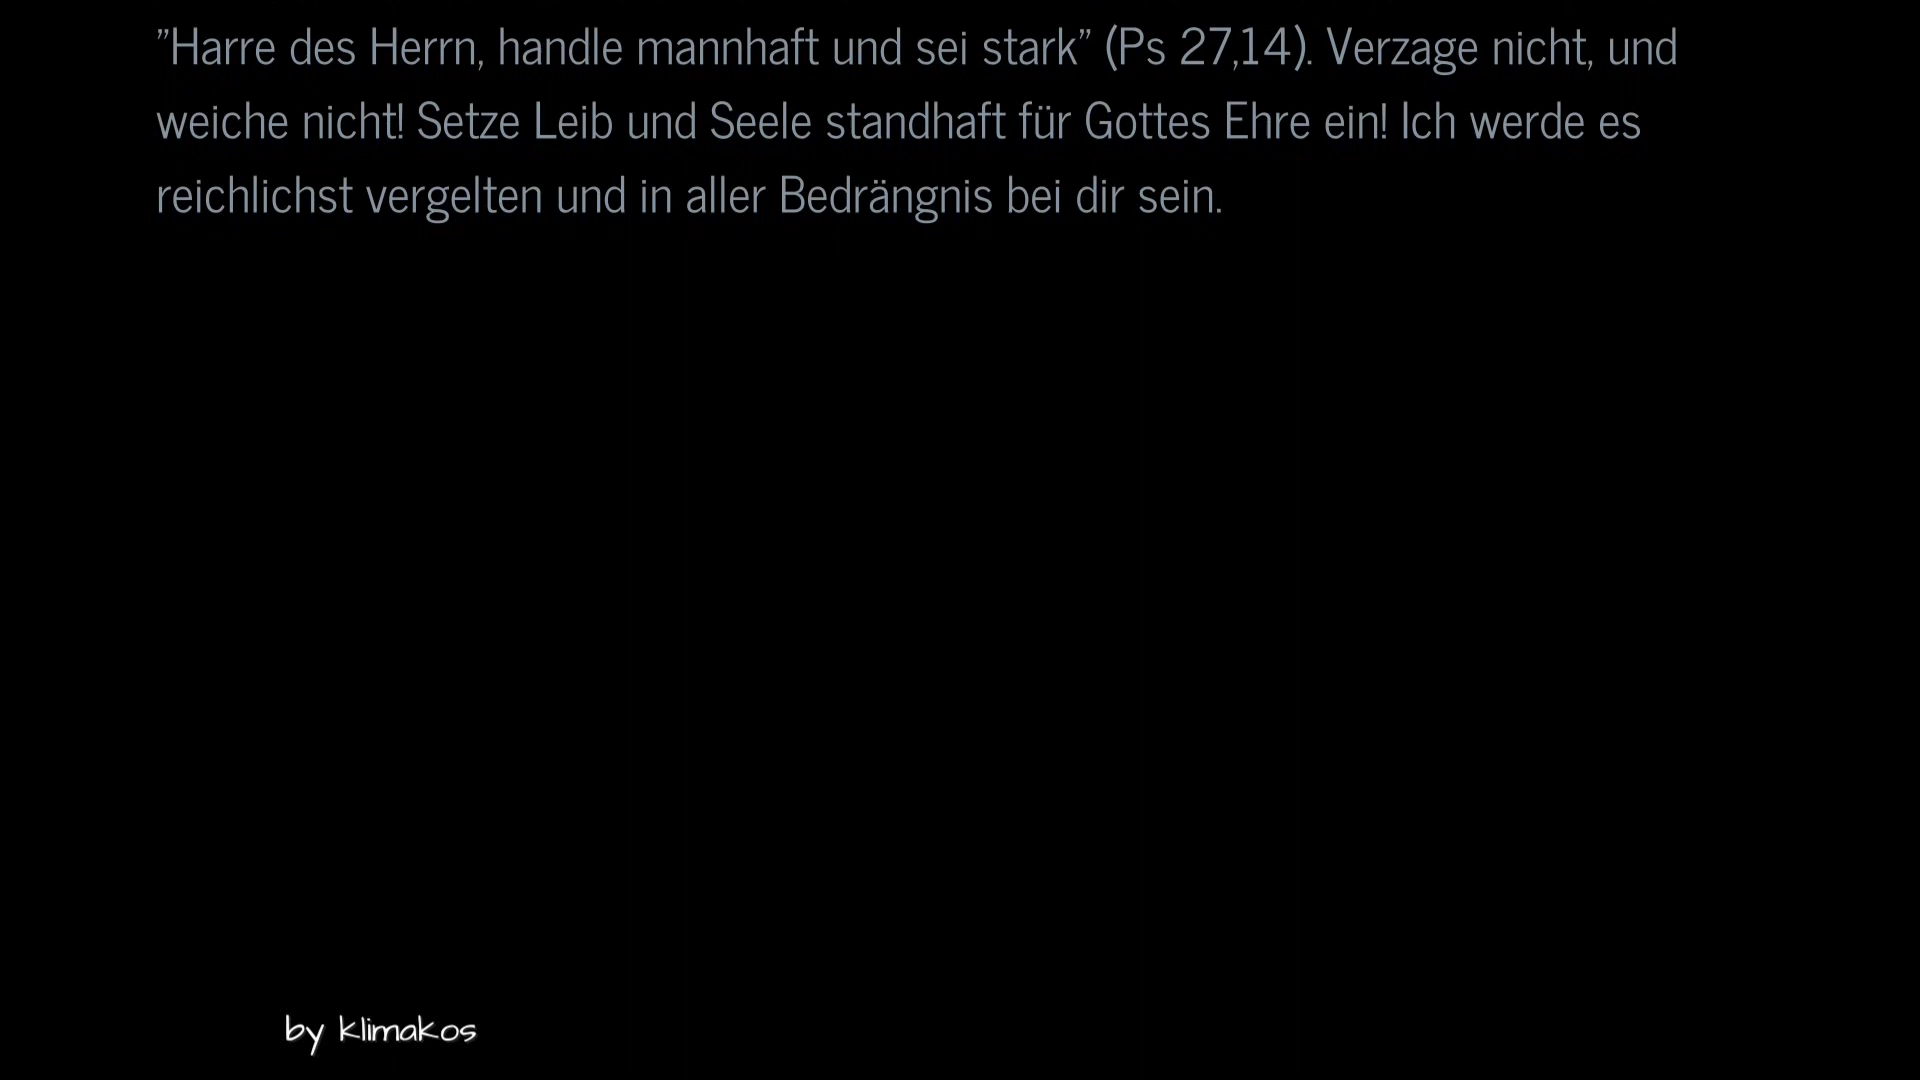 "Harre des Herrn, handle mannhaft und sei stark" (Ps 27,14). Verzage nicht, und
weiche nicht! Setze Leib und Seele standhaft für Gottes Ehre ein! Ich werde es
reichlichst vergelten und in aller Bedrängnis bei dir sein.
by klimakos